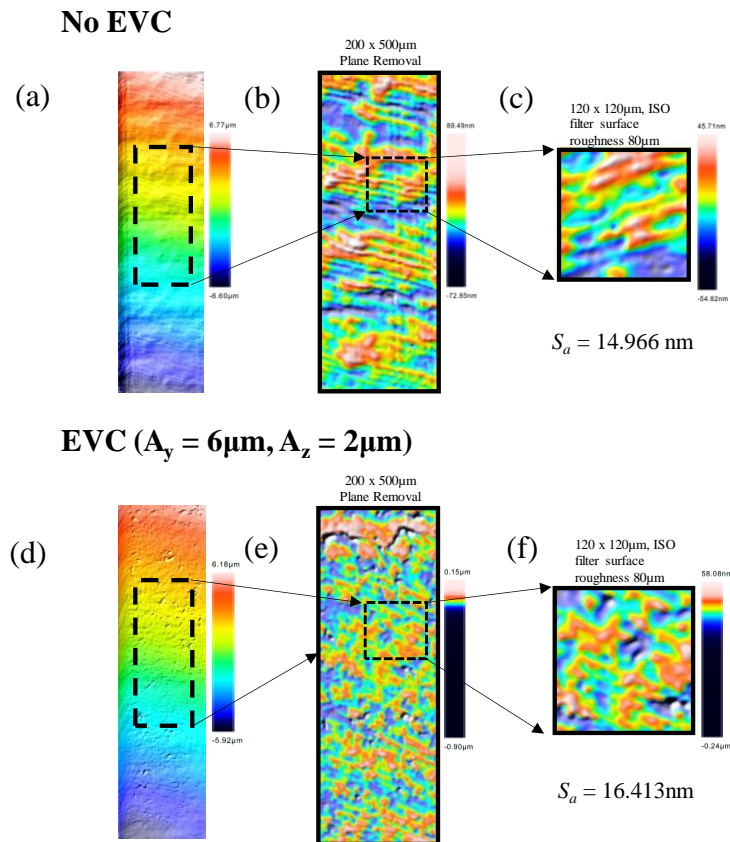 No EVC
(a)
(b)
(c)
200 x 500µm
Plane Removal
120 x 120µm, ISO
filter surface
roughness 80µm
6.77µm
-6.60µm
89.49nm
-72.85nm
45.71nm
-54.82nm
Sa = 14.966 nm
EVC (Ay = 6µm, Az = 2µm)
(d)
(e)
(f)
200 x 500µm
Plane Removal
120 x 120µm, ISO
filter surface
roughness 80µm
6.18µm
-5.92µm
0.15µm
-0.90µm
58.08nm
-0.24µm
Sa = 16.413nm